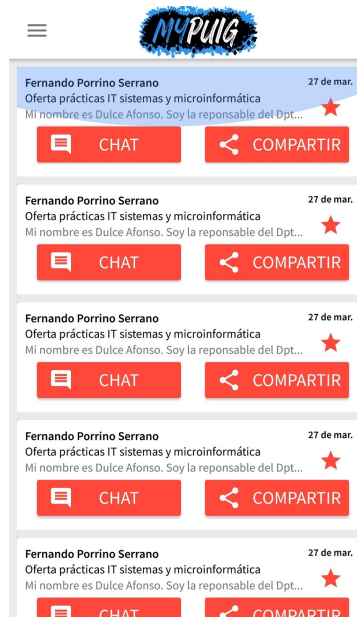 MYPUIG
Fernando Porrino Serrano 27 de mar.
Oferta prácticas IT sistemas y microinformática
Mi nombre es Dulce Afonso. Soy la reponsable del Dpt...
CHAT COMPARTIR
Fernando Porrino Serrano 27 de mar.
Oferta prácticas IT sistemas y microinformática
Mi nombre es Dulce Afonso. Soy la reponsable del Dpt...
CHAT COMPARTIR
Fernando Porrino Serrano 27 de mar.
Oferta prácticas IT sistemas y microinformática
Mi nombre es Dulce Afonso. Soy la reponsable del Dpt...
CHAT COMPARTIR
Fernando Porrino Serrano 27 de mar.
Oferta prácticas IT sistemas y microinformática
Mi nombre es Dulce Afonso. Soy la reponsable del Dpt...
CHAT COMPARTIR
Fernando Porrino Serrano 27 de mar.
Oferta prácticas IT sistemas y microinformática
Mi nombre es Dulce Afonso. Soy la reponsable del Dpt...
CHAT COMPARTIR